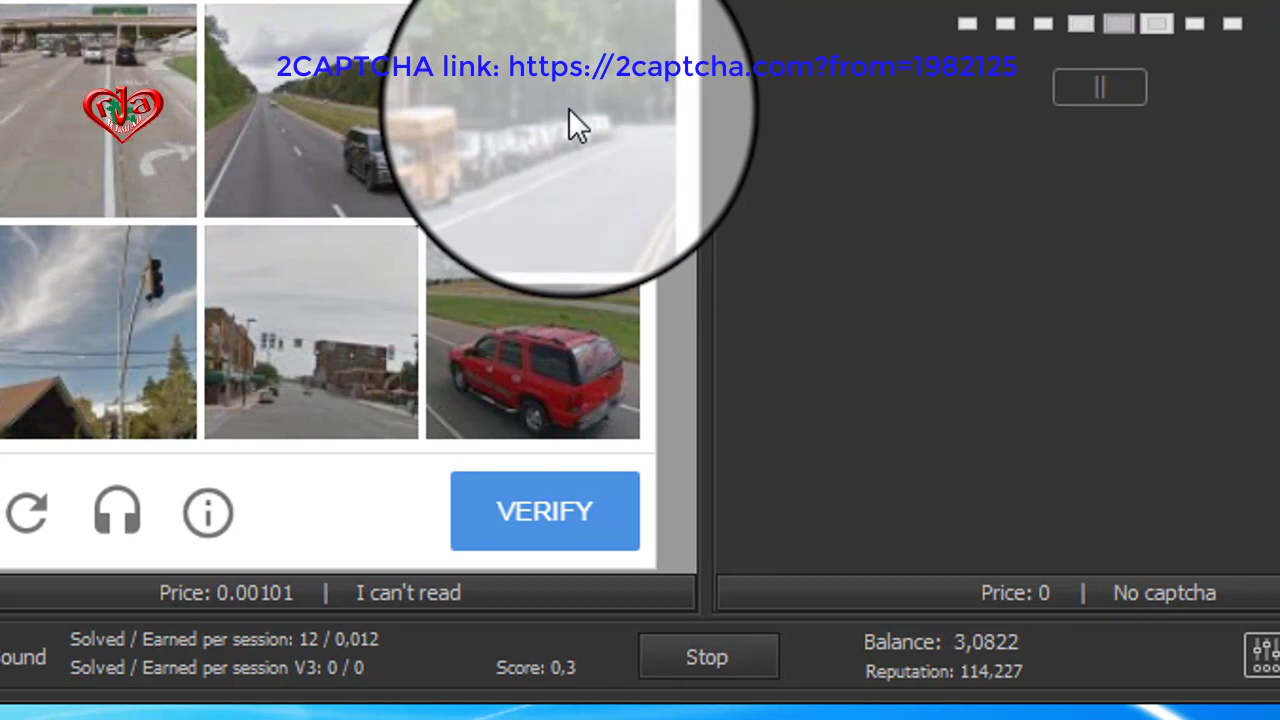 2CAPTCHA link: https://2captcha.com?from=1982125
rJa
VERIFY
Price: 0.00101 | I can't read
Price: 0 | No captcha
ound
Solved / Earned per session: 12 / 0,012
Solved / Earned per session V3: 0 / 0
Score: 0,3
Stop
Balance: 3,0822
Reputation: 114,227